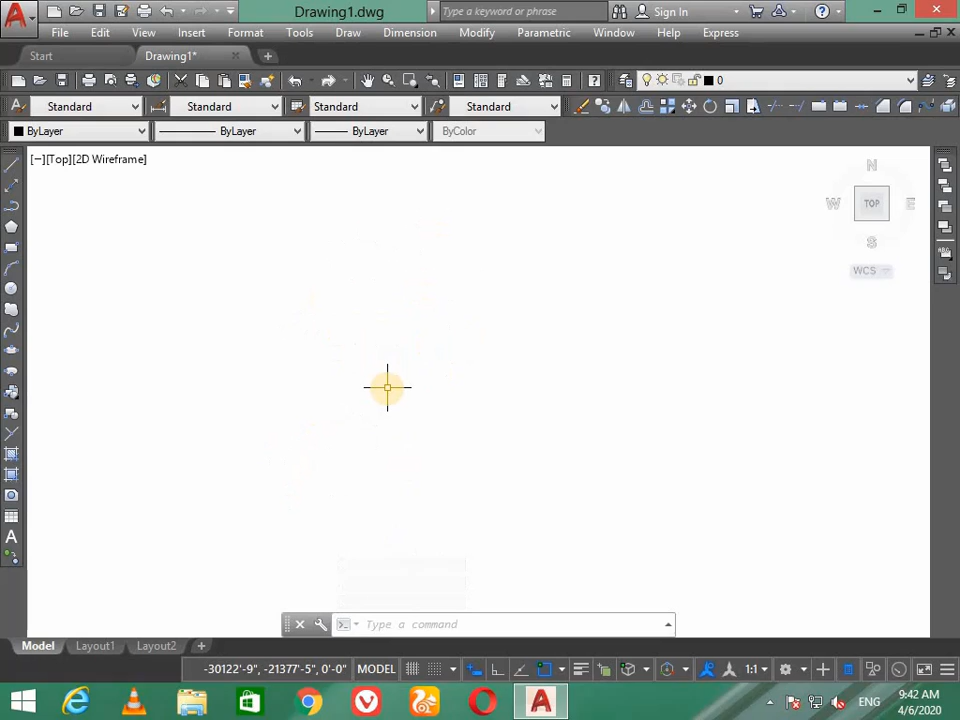 Drawing1.dwg
Type a keyword or phrase
Sign In
File Edit View Insert Format Tools Draw Dimension Modify Parametric Window Help Express
Start Drawing1*
0
Standard Standard Standard Standard
ByLayer ByLayer ByLayer ByColor
[−][Top][2D Wireframe]
N
W TOP E
S
WCS
A
Type a command
Model Layout1 Layout2
-30122'-9", -21377'-5", 0'-0" MODEL 1:1
ENG
9:42 AM
4/6/2020